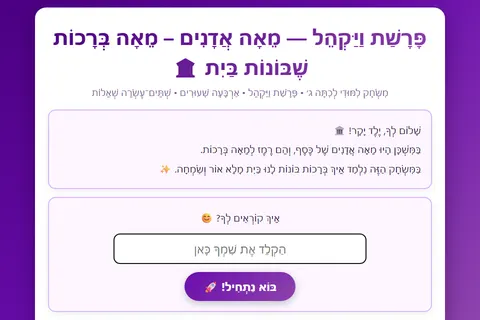 פָּרָשַׁת וַיַּקְהֵל — מֵאָה אֲדָנִים – מֵאָה בְּרָכוֹת
שֶׁבּוֹנוֹת בַּיִת 🏛️
מִשְׂחָק לִמּוּדִי לְכִתָּה ג׳ • פָּרָשַׁת וַיַּקְהֵל • אַרְבָּעָה שִׁעוּרִים • שְׁתֵּים־עֶשְׂרֵה שְׁאֵלוֹת
שָׁלוֹם לְךָ, יֶלֶד יָקָר! 🏛️
בַּמִּשְׁכָּן הָיוּ מֵאָה אֲדָנִים שֶׁל כֶּסֶף, וְהֵם רֶמֶז לְמֵאָה בְּרָכוֹת.
בַּמִּשְׂחָק הַזֶּה נִלְמַד אֵיךְ בְּרָכוֹת בּוֹנוֹת לָנוּ בַּיִת מָלֵא אוֹר וְשִׂמְחָה. ✨
אֵיךְ קוֹרְאִים לְךָ? 😊
הַקְלֵד אֶת שִׁמְךָ כָּאן
בּוֹא נַתְחִיל! 🚀